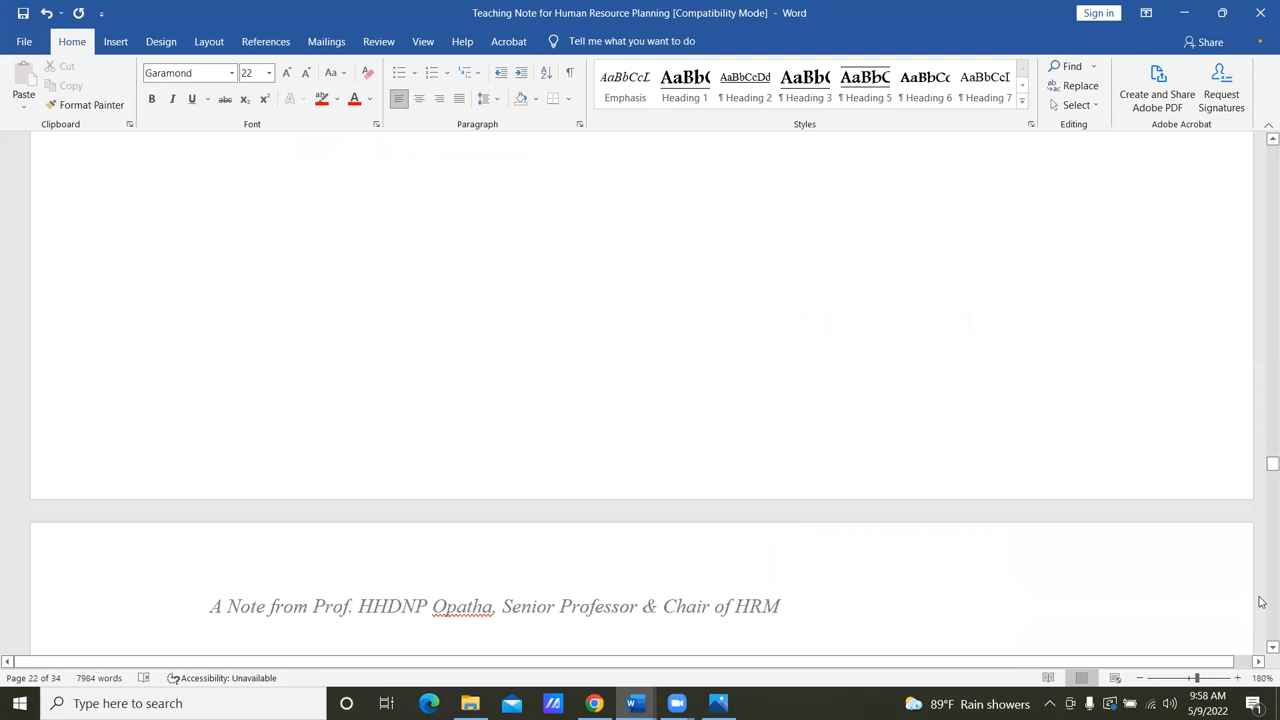 Teaching Note for Human Resource Planning [Compatibility Mode] - Word
Sign in
File Home Insert Design Layout References Mailings Review View Help Acrobat Tell me what you want to do Share
Paste
Cut
Copy
Format Painter
Clipboard
Garamond 22
Font
Paragraph
AaBbCcL Emphasis
AaBb( Heading 1
AaBbCcDd ¶ Heading 2
AaBb( ¶ Heading 3
AaBbC ¶ Heading 5
AaBbCc ¶ Heading 6
AaBbCcI ¶ Heading 7
Styles
Find
Replace
Select
Editing
Create and Share Adobe PDF
Request Signatures
Adobe Acrobat
A Note from Prof. HHDNP Opatha, Senior Professor & Chair of HRM
Page 22 of 34 7984 words Accessibility: Unavailable 180%
Type here to search
89°F Rain showers
9:58 AM
5/9/2022
1